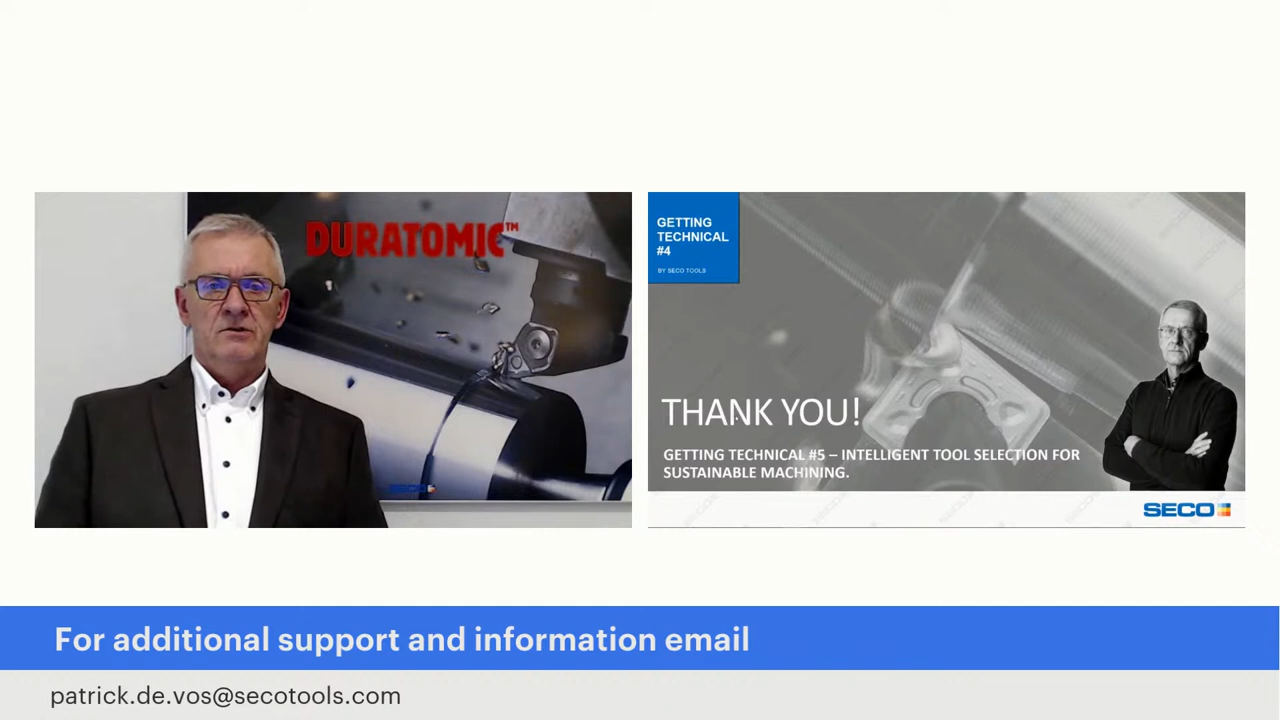 DURATOMIC™
GETTING
TECHNICAL
#4
BY SECO TOOLS
THANK YOU!
GETTING TECHNICAL #5 – INTELLIGENT TOOL SELECTION FOR
SUSTAINABLE MACHINING.
SECO
For additional support and information email
patrick.de.vos@secotools.com